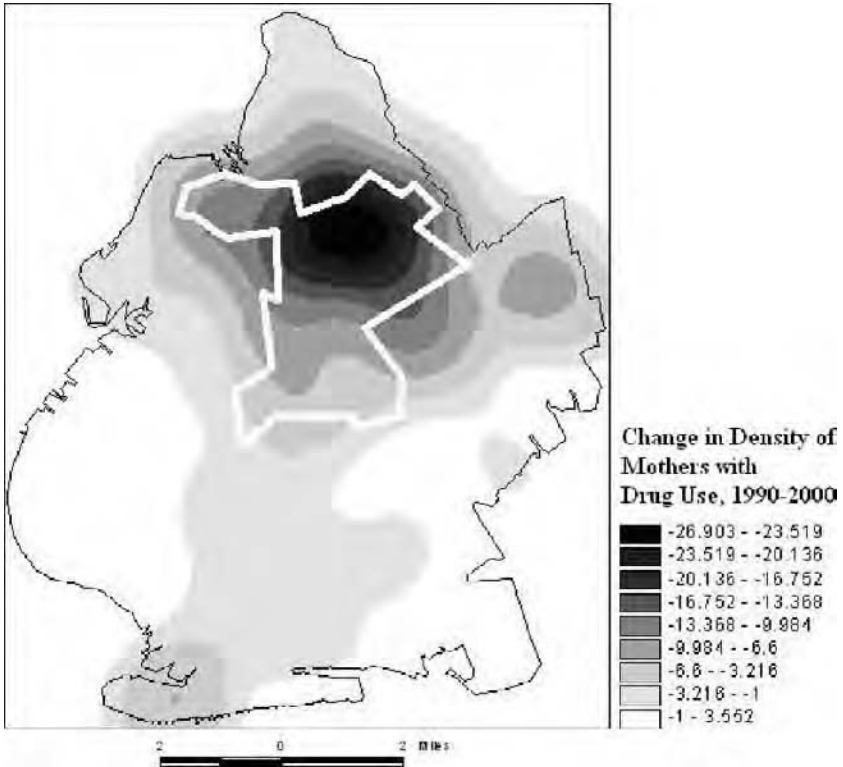 Change in Density of
Mothers with
Drug Use, 1990-2000
-26.903 - -23.519
-23.519 - -20.136
-20.136 - -16.752
-16.752 - -13.368
-13.368 - -9.984
-9.984 - -6.6
-6.6 - -3.216
-3.216 - -1
-1 - 3.552
2 0 2 Miles